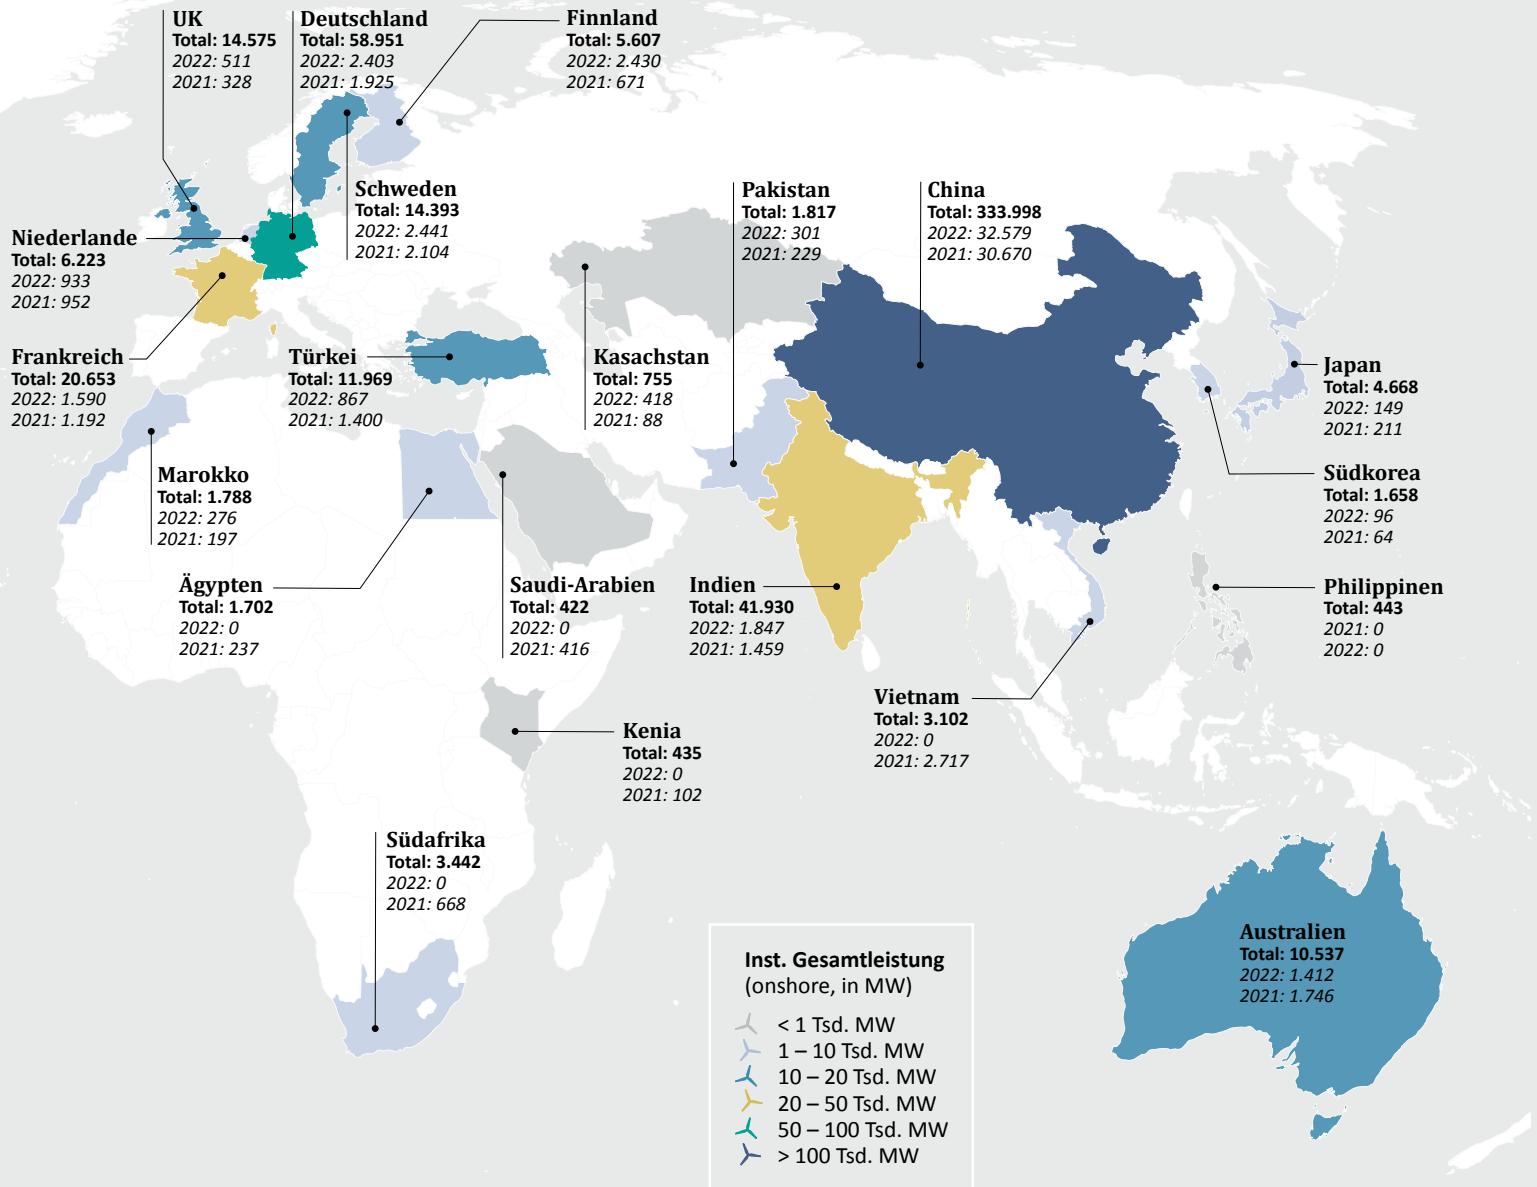 UK
Total: 14.575
2022: 511
2021: 328
Deutschland
Total: 58.951
2022: 2.403
2021: 1.925
Finnland
Total: 5.607
2022: 2.430
2021: 671
Schweden
Total: 14.393
2022: 2.441
2021: 2.104
Pakistan
Total: 1.817
2022: 301
2021: 229
China
Total: 333.998
2022: 32.579
2021: 30.670
Niederlande
Total: 6.223
2022: 933
2021: 952
Frankreich
Total: 20.653
2022: 1.590
2021: 1.192
Türkei
Total: 11.969
2022: 867
2021: 1.400
Kasachstan
Total: 755
2022: 418
2021: 88
Japan
Total: 4.668
2022: 149
2021: 211
Marokko
Total: 1.788
2022: 276
2021: 197
Südkorea
Total: 1.658
2022: 96
2021: 64
Ägypten
Total: 1.702
2022: 0
2021: 237
Saudi-Arabien
Total: 422
2022: 0
2021: 416
Indien
Total: 41.930
2022: 1.847
2021: 1.459
Philippinen
Total: 443
2021: 0
2022: 0
Vietnam
Total: 3.102
2022: 0
2021: 2.717
Kenia
Total: 435
2022: 0
2021: 102
Südafrika
Total: 3.442
2022: 0
2021: 668
Australien
Total: 10.537
2022: 1.412
2021: 1.746
Inst. Gesamtleistung
(onshore, in MW)
< 1 Tsd. MW
1 – 10 Tsd. MW
10 – 20 Tsd. MW
20 – 50 Tsd. MW
50 – 100 Tsd. MW
> 100 Tsd. MW